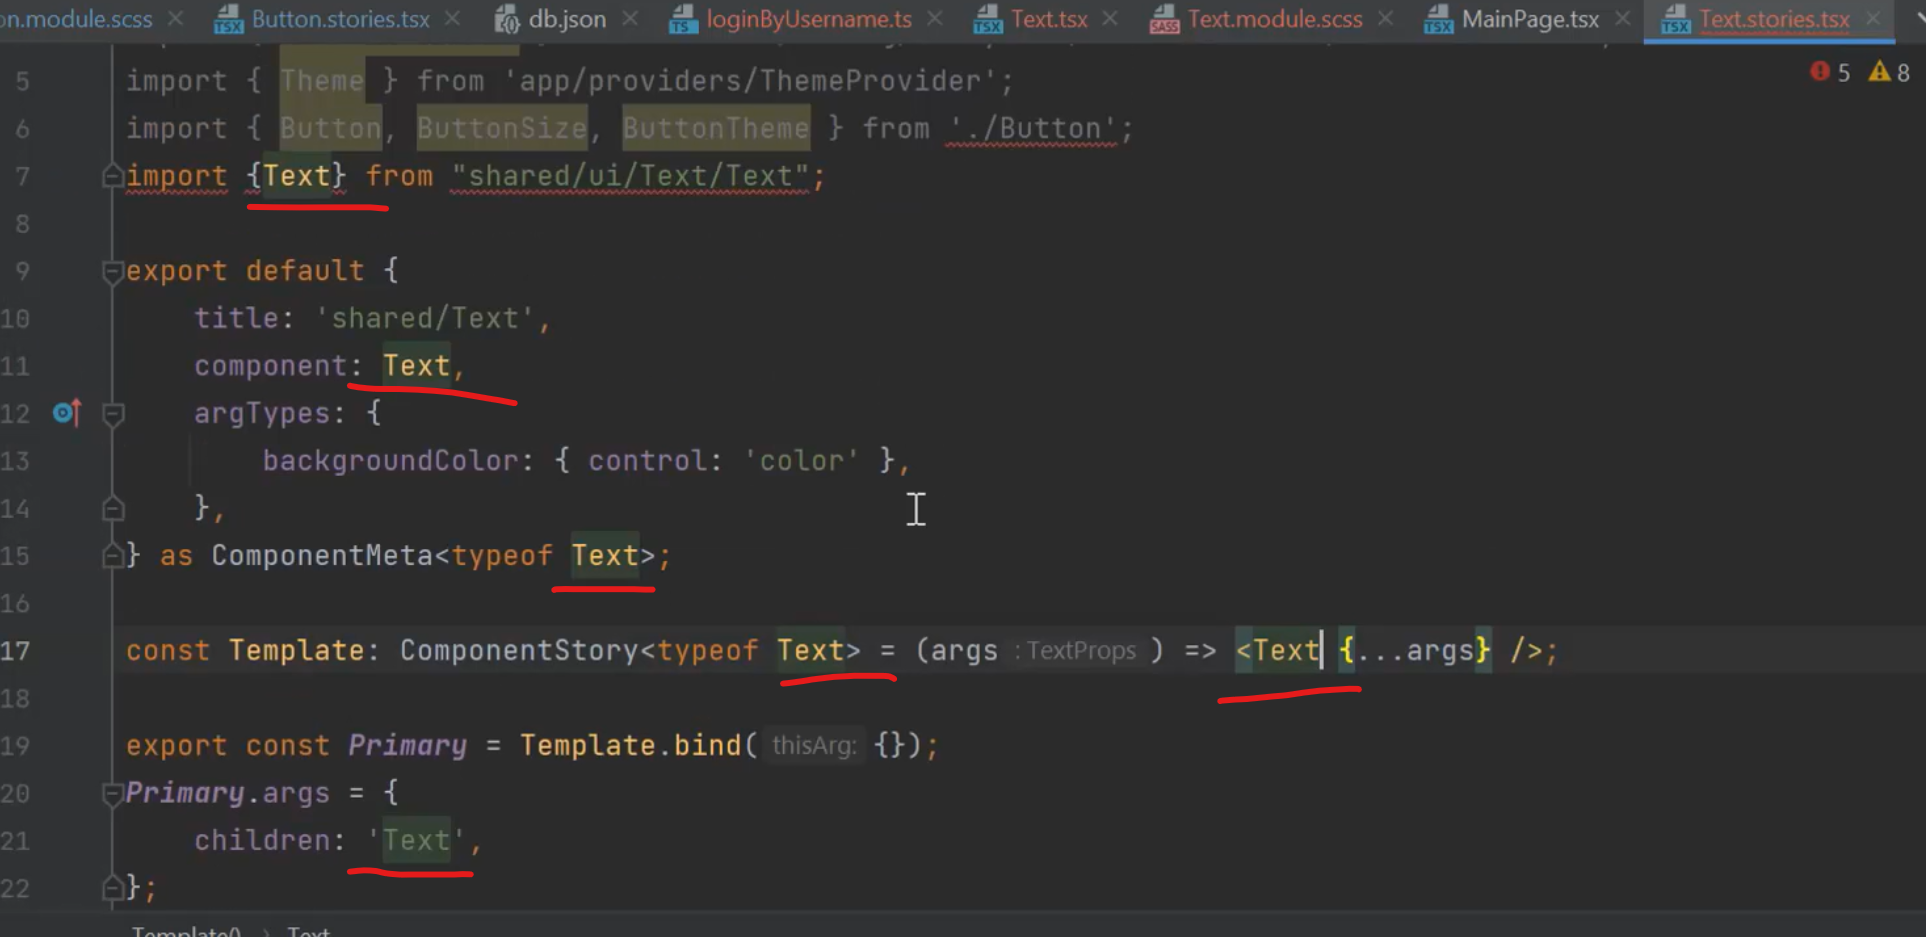 n.module.scss Button.stories.tsx db.json loginByUsername.ts Text.tsx Text.module.scss MainPage.tsx Text.stories.tsx
5 import { Theme } from 'app/providers/ThemeProvider'; 5 8
6 import { Button, ButtonSize, ButtonTheme } from './Button';
7 import {Text} from "shared/ui/Text/Text";
8
9 export default {
10 title: 'shared/Text',
11 component: Text,
12 argTypes: {
13 backgroundColor: { control: 'color' },
14 },
15 } as ComponentMeta<typeof Text>;
16
17 const Template: ComponentStory<typeof Text> = (args : TextProps ) => <Text {...args} />;
18
19 export const Primary = Template.bind( thisArg: {});
20 Primary.args = {
21 children: 'Text',
22 };
Template() › Text